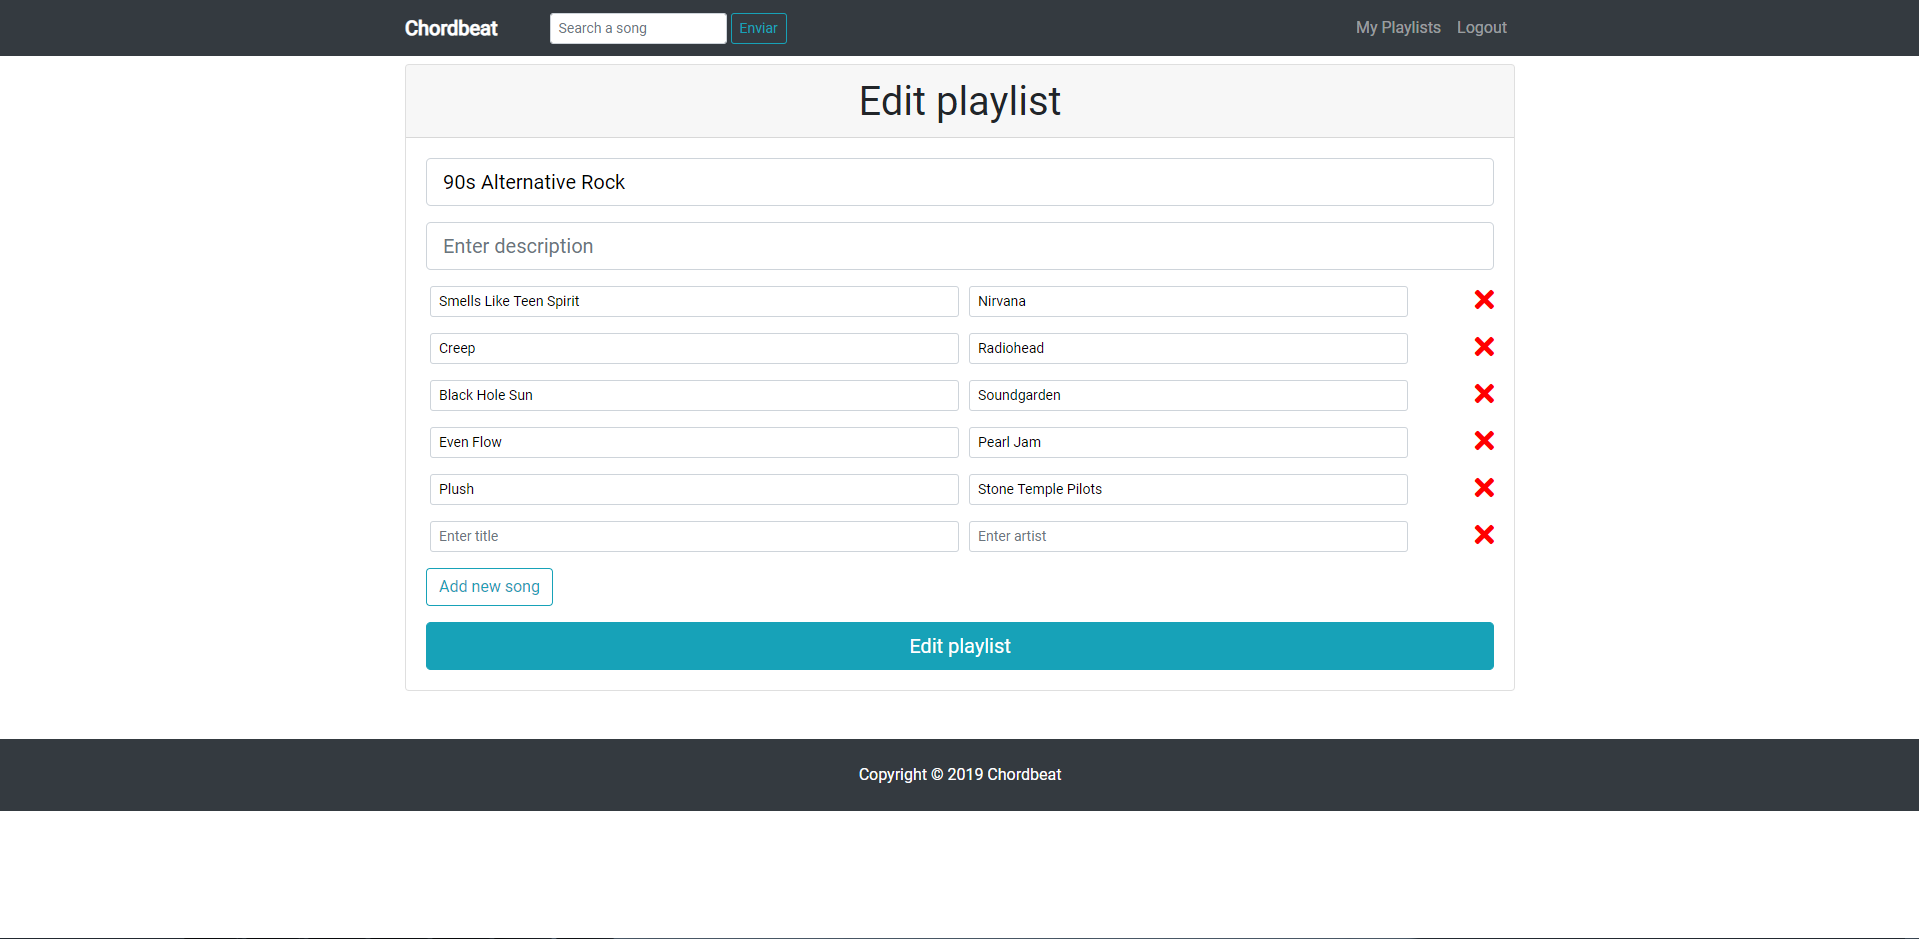 Chordbeat Search a song Enviar My Playlists Logout
Edit playlist
90s Alternative Rock
Enter description
Smells Like Teen Spirit Nirvana
Creep Radiohead
Black Hole Sun Soundgarden
Even Flow Pearl Jam
Plush Stone Temple Pilots
Enter title Enter artist
Add new song
Edit playlist
Copyright © 2019 Chordbeat